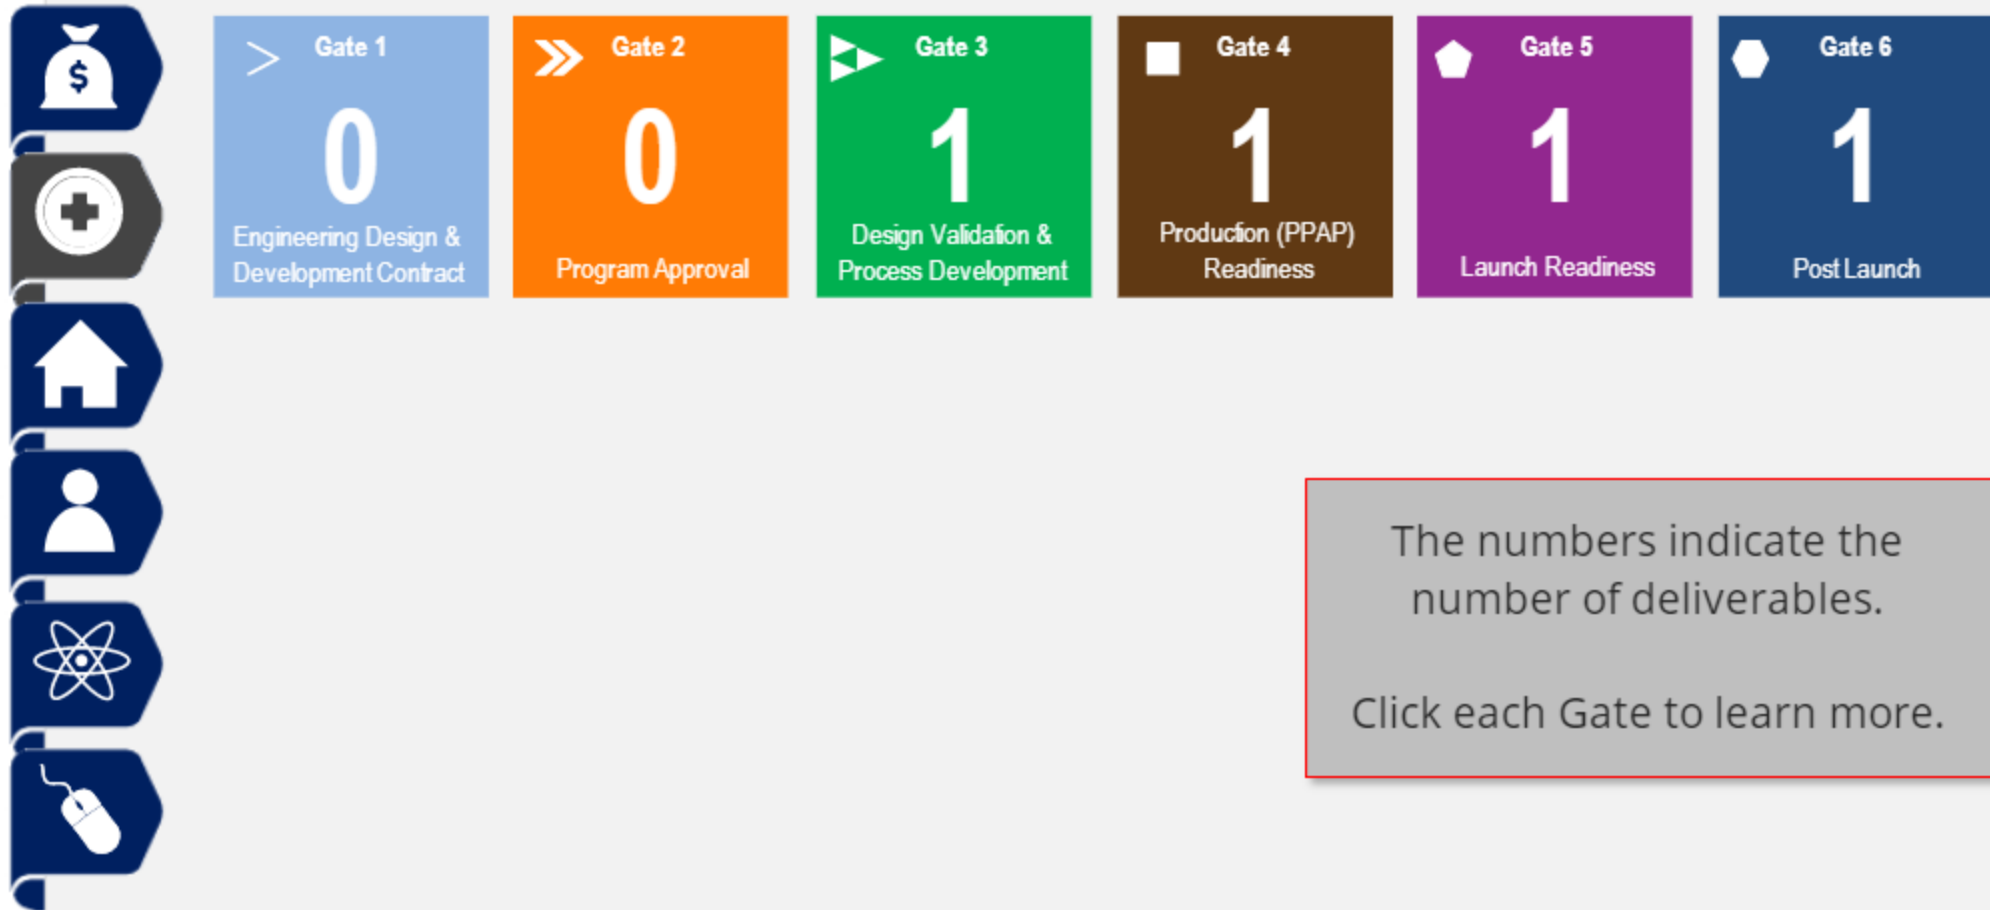 $
Gate 1
0
Engineering Design &
Development Contract
Gate 2
0
Program Approval
Gate 3
1
Design Validation &
Process Development
Gate 4
1
Production (PPAP)
Readiness
Gate 5
1
Launch Readiness
Gate 6
1
Post Launch
The numbers indicate the
number of deliverables.
Click each Gate to learn more.